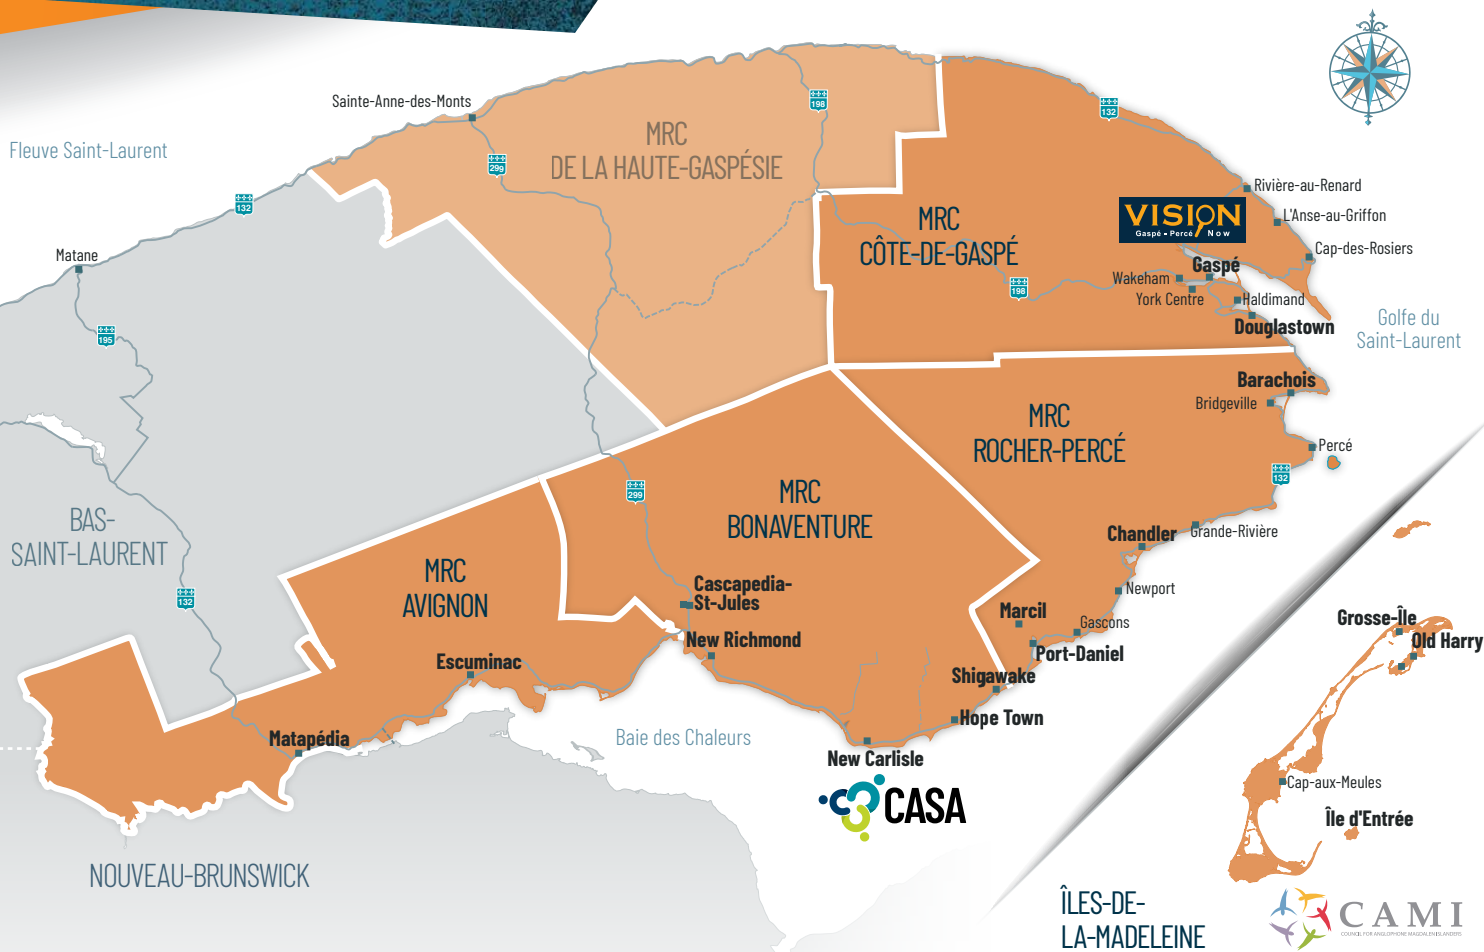 Sainte-Anne-des-Monts
198
132
Fleuve Saint-Laurent
MRC
DE LA HAUTE-GASPÉSIE
299
132
Rivière-au-Renard
VISION
Gaspé - Percé Now
L'Anse-au-Griffon
MRC
CÔTE-DE-GASPÉ
Cap-des-Rosiers
Matane
Gaspé
Wakeham
198
York Centre
Haldimand
Douglastown
Golfe du
Saint-Laurent
195
Barachois
Bridgeville
MRC
ROCHER-PERCÉ
Percé
132
299
MRC
BONAVENTURE
BAS-
SAINT-LAURENT
Chandler
Grande-Rivière
MRC
AVIGNON
132
Cascapedia-
St-Jules
Newport
Marcil
Gascons
Grosse-Île
Old Harry
New Richmond
Port-Daniel
Escuminac
Shigawake
Hope Town
Matapédia
Baie des Chaleurs
New Carlisle
CASA
Cap-aux-Meules
Île d'Entrée
NOUVEAU-BRUNSWICK
ÎLES-DE-
LA-MADELEINE
CAMI
COUNCIL FOR ANGLOPHONE MAGDALEN ISLANDERS